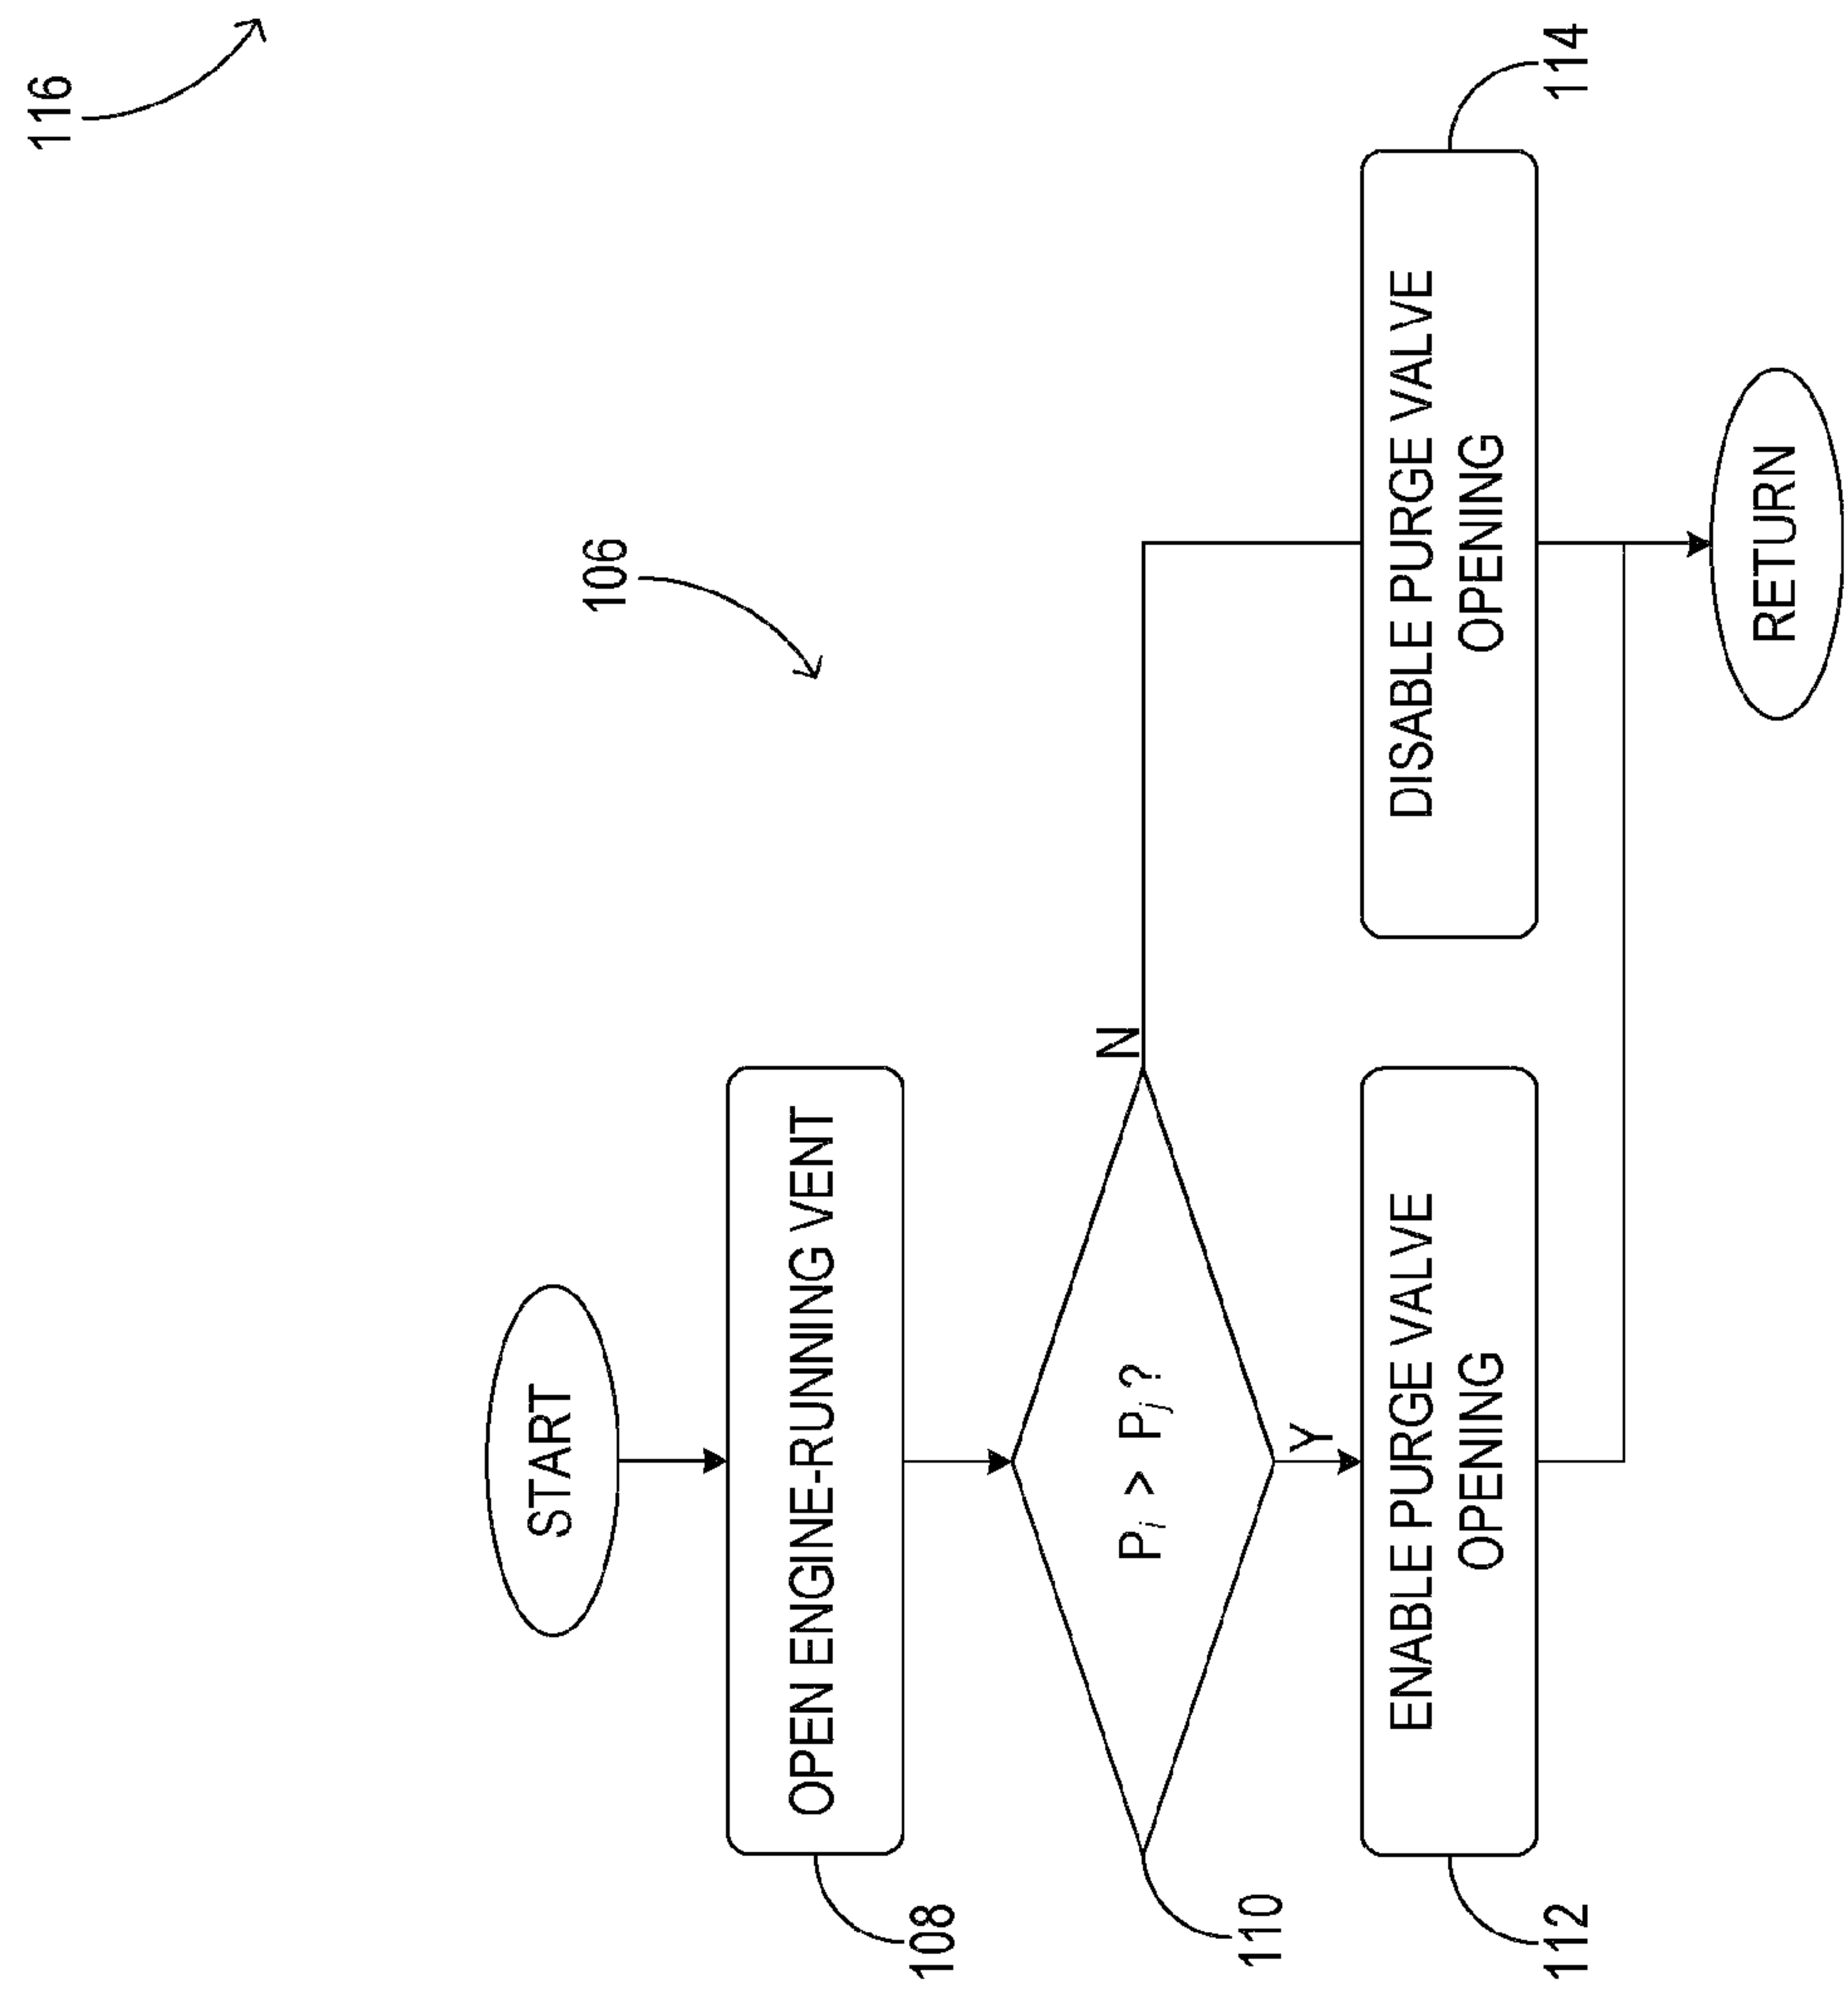 116
106
START
108
OPEN ENGINE-RUNNING VENT
110
Pi > Pj ?
N
Y
112
ENABLE PURGE VALVE
OPENING
114
DISABLE PURGE VALVE
OPENING
RETURN